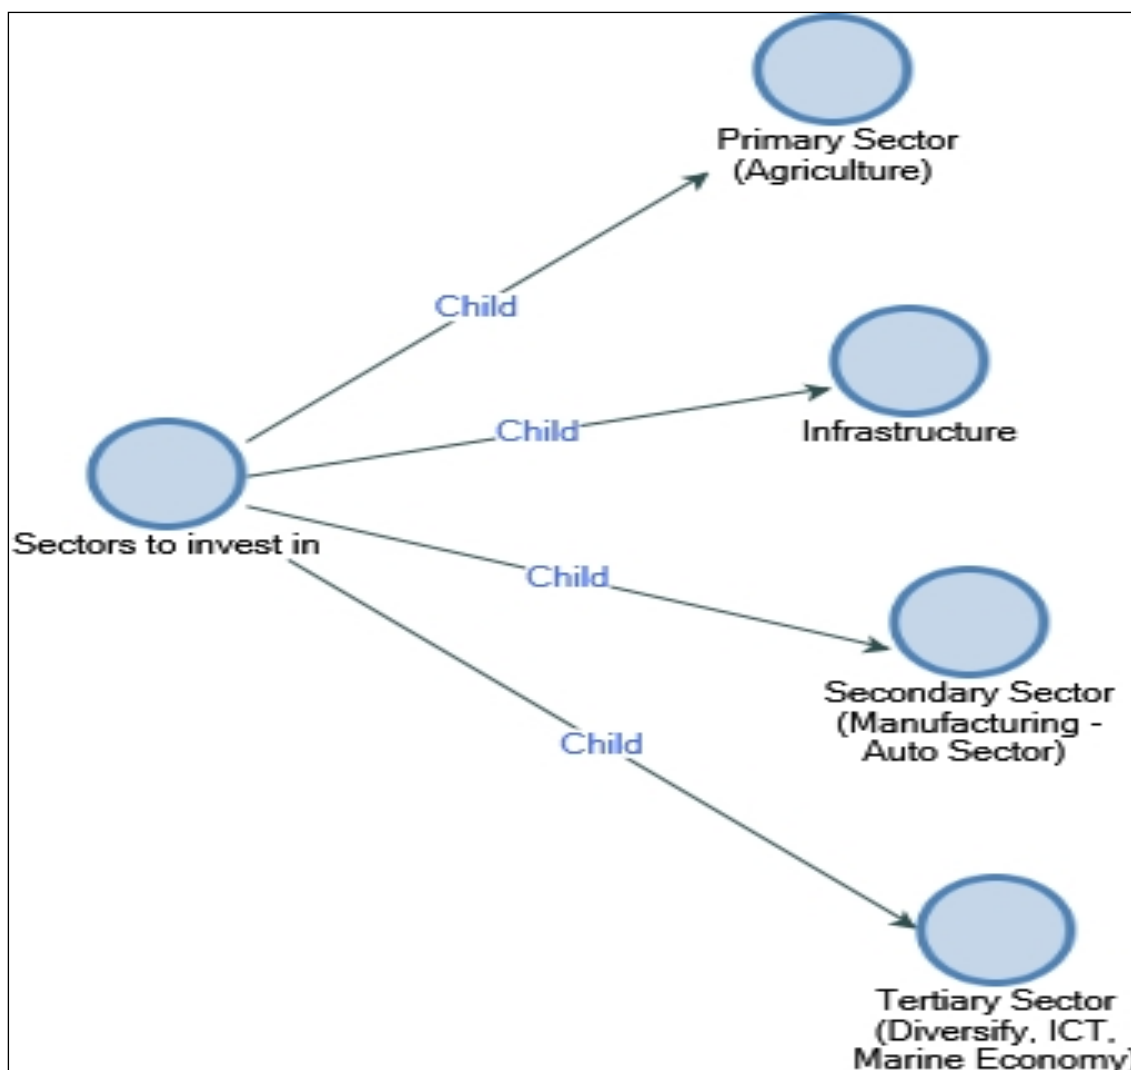 Primary Sector
(Agriculture)
Child
Infrastructure
Child
Sectors to invest in
Child
Secondary Sector
(Manufacturing -
Auto Sector)
Child
Tertiary Sector
(Diversify, ICT,
Marine Economy)